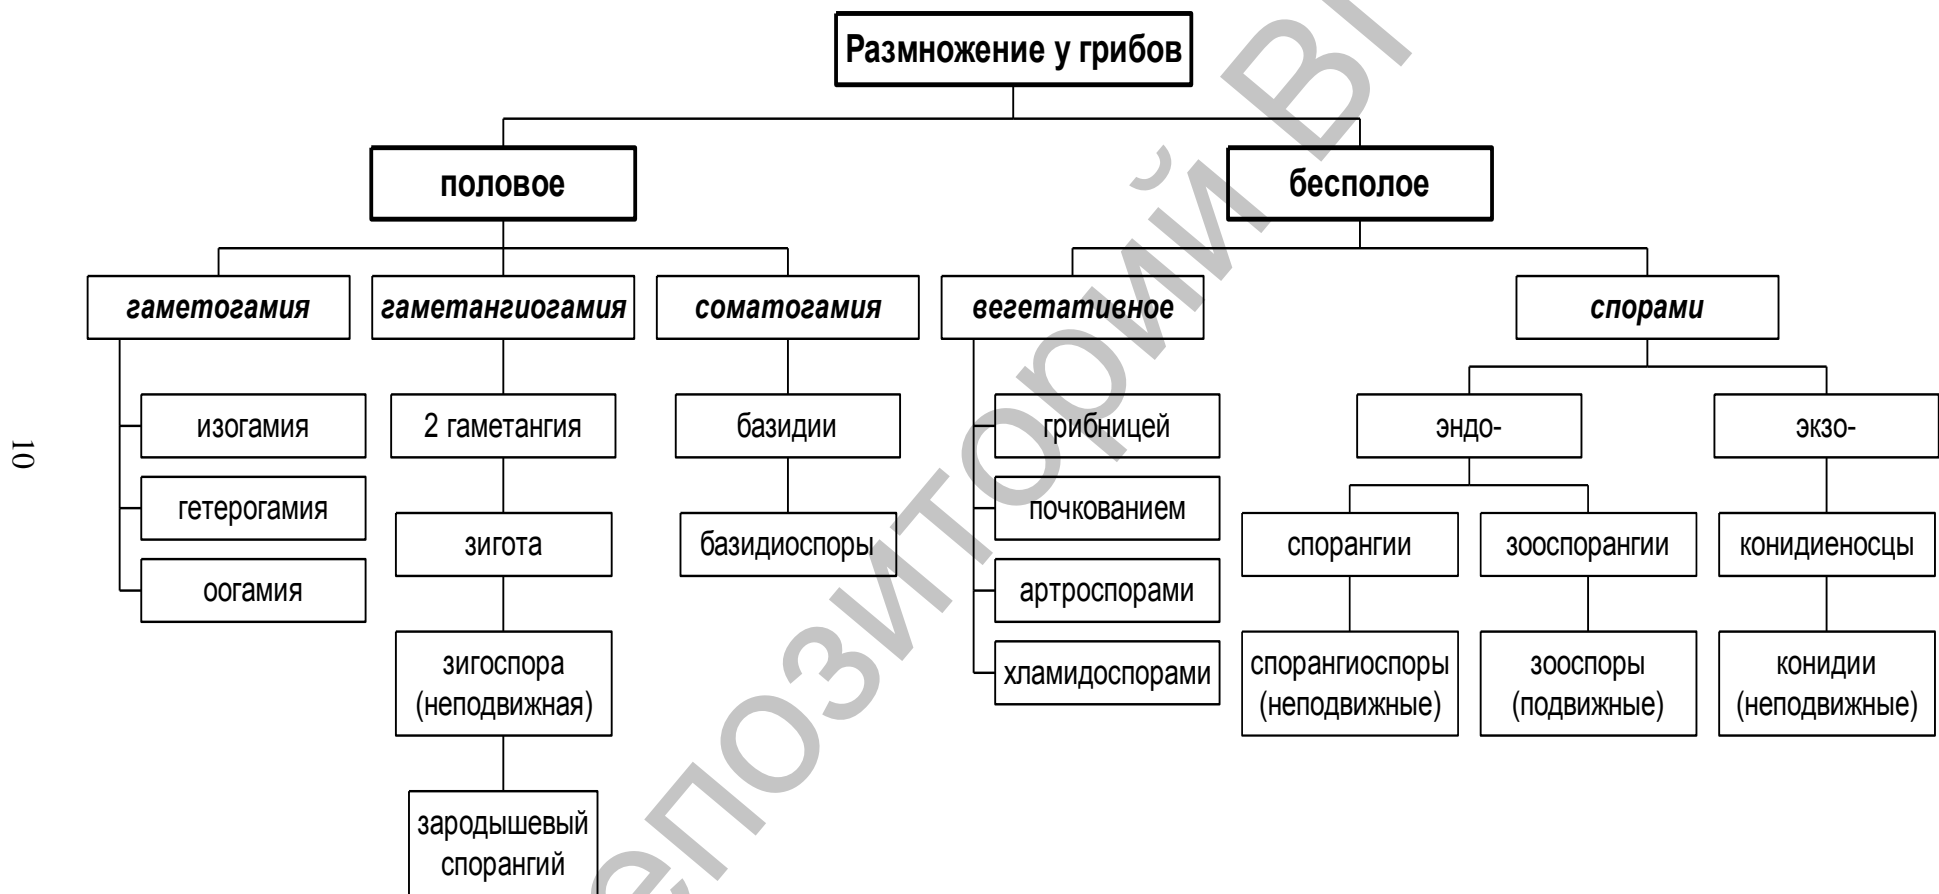 Размножение у грибов
половое
бесполое
гаметогамия
гаметангиогамия
соматогамия
вегетативное
спорами
изогамия
2 гаметангия
базидии
грибницей
эндо-
экзо-
гетерогамия
зигота
базидиоспоры
почкованием
спорангии
зооспорангии
конидиеносцы
оогамия
артроспорами
зигоспора
(неподвижная)
хламидоспорами
спорангиоспоры
(неподвижные)
зооспоры
(подвижные)
конидии
(неподвижные)
зародышевый
спорангий
10
епозиторий В